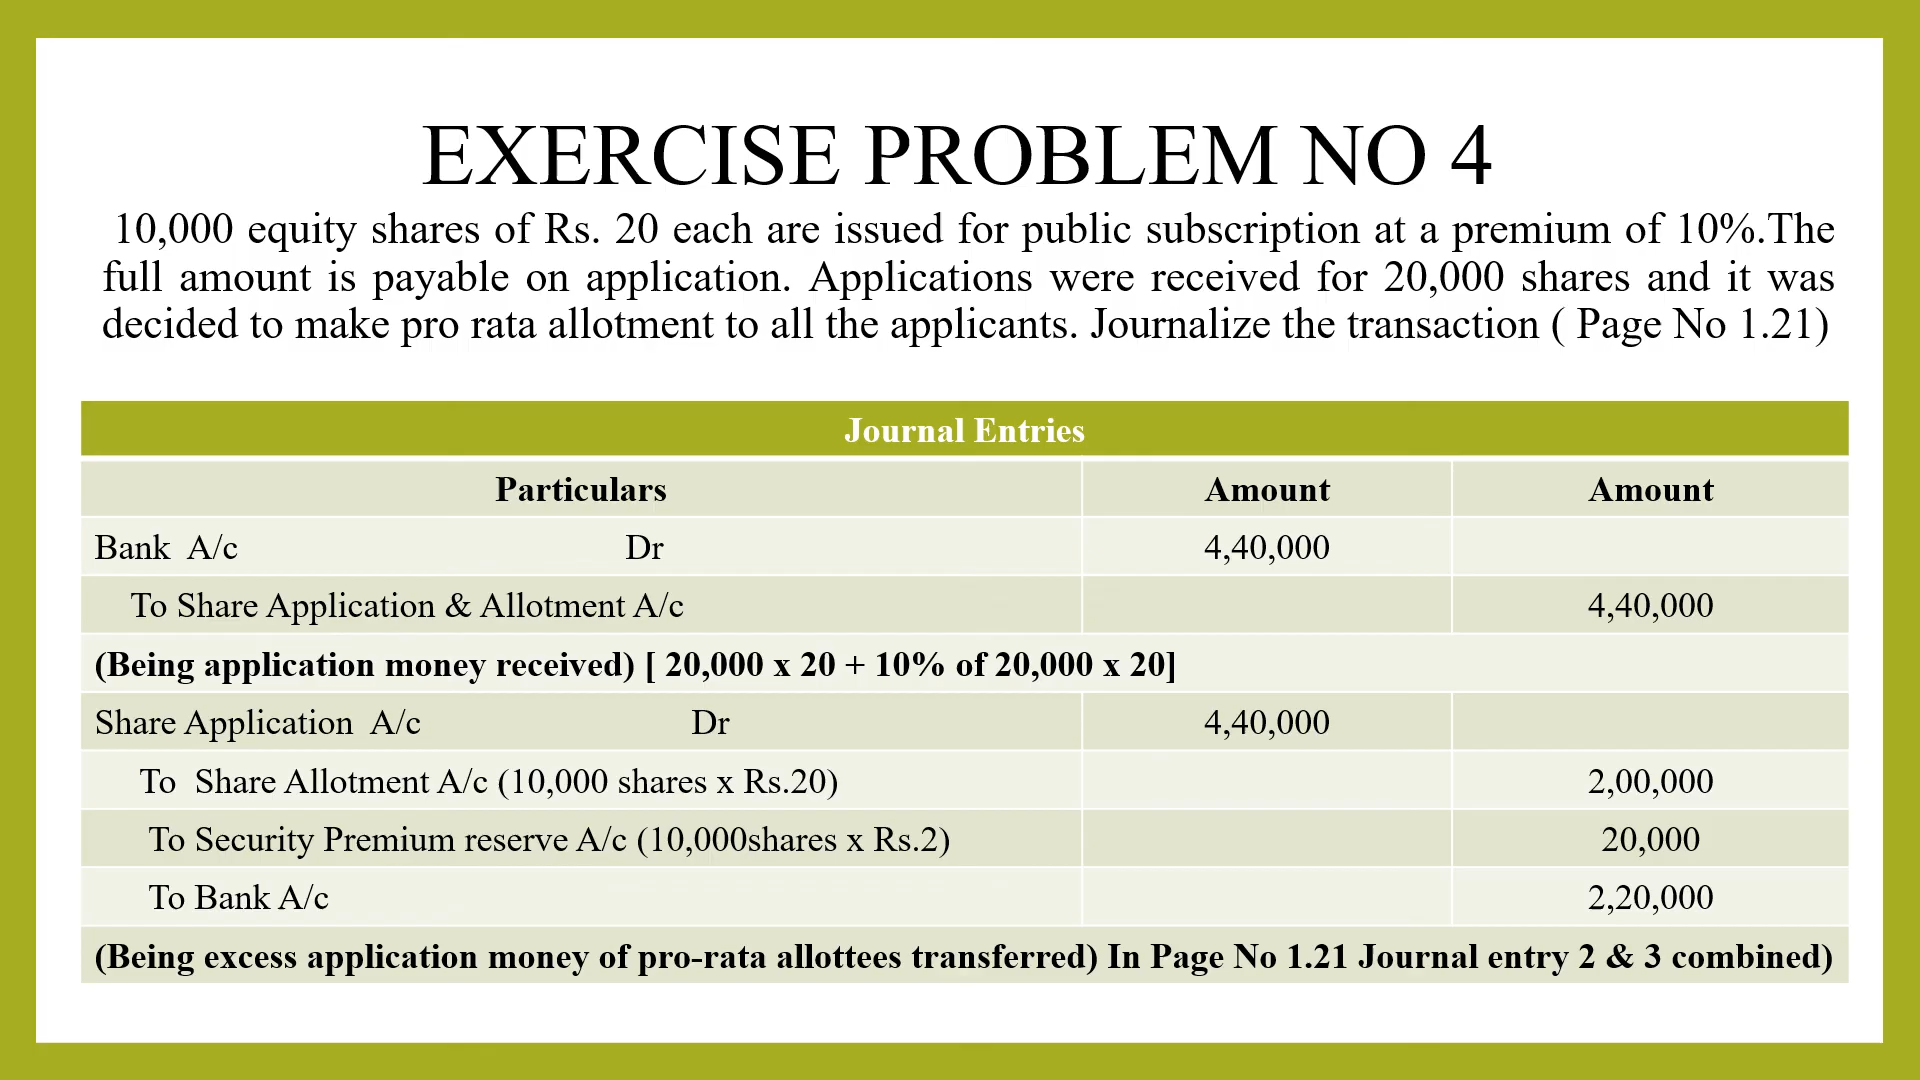 EXERCISE PROBLEM NO 4
10,000 equity shares of Rs. 20 each are issued for public subscription at a premium of 10%.The
full amount is payable on application. Applications were received for 20,000 shares and it was
decided to make pro rata allotment to all the applicants. Journalize the transaction ( Page No 1.21)
Journal Entries
Particulars Amount Amount
Bank A/c Dr 4,40,000
To Share Application & Allotment A/c 4,40,000
(Being application money received) [ 20,000 x 20 + 10% of 20,000 x 20]
Share Application A/c Dr 4,40,000
To Share Allotment A/c (10,000 shares x Rs.20) 2,00,000
To Security Premium reserve A/c (10,000shares x Rs.2) 20,000
To Bank A/c 2,20,000
(Being excess application money of pro-rata allottees transferred) In Page No 1.21 Journal entry 2 & 3 combined)